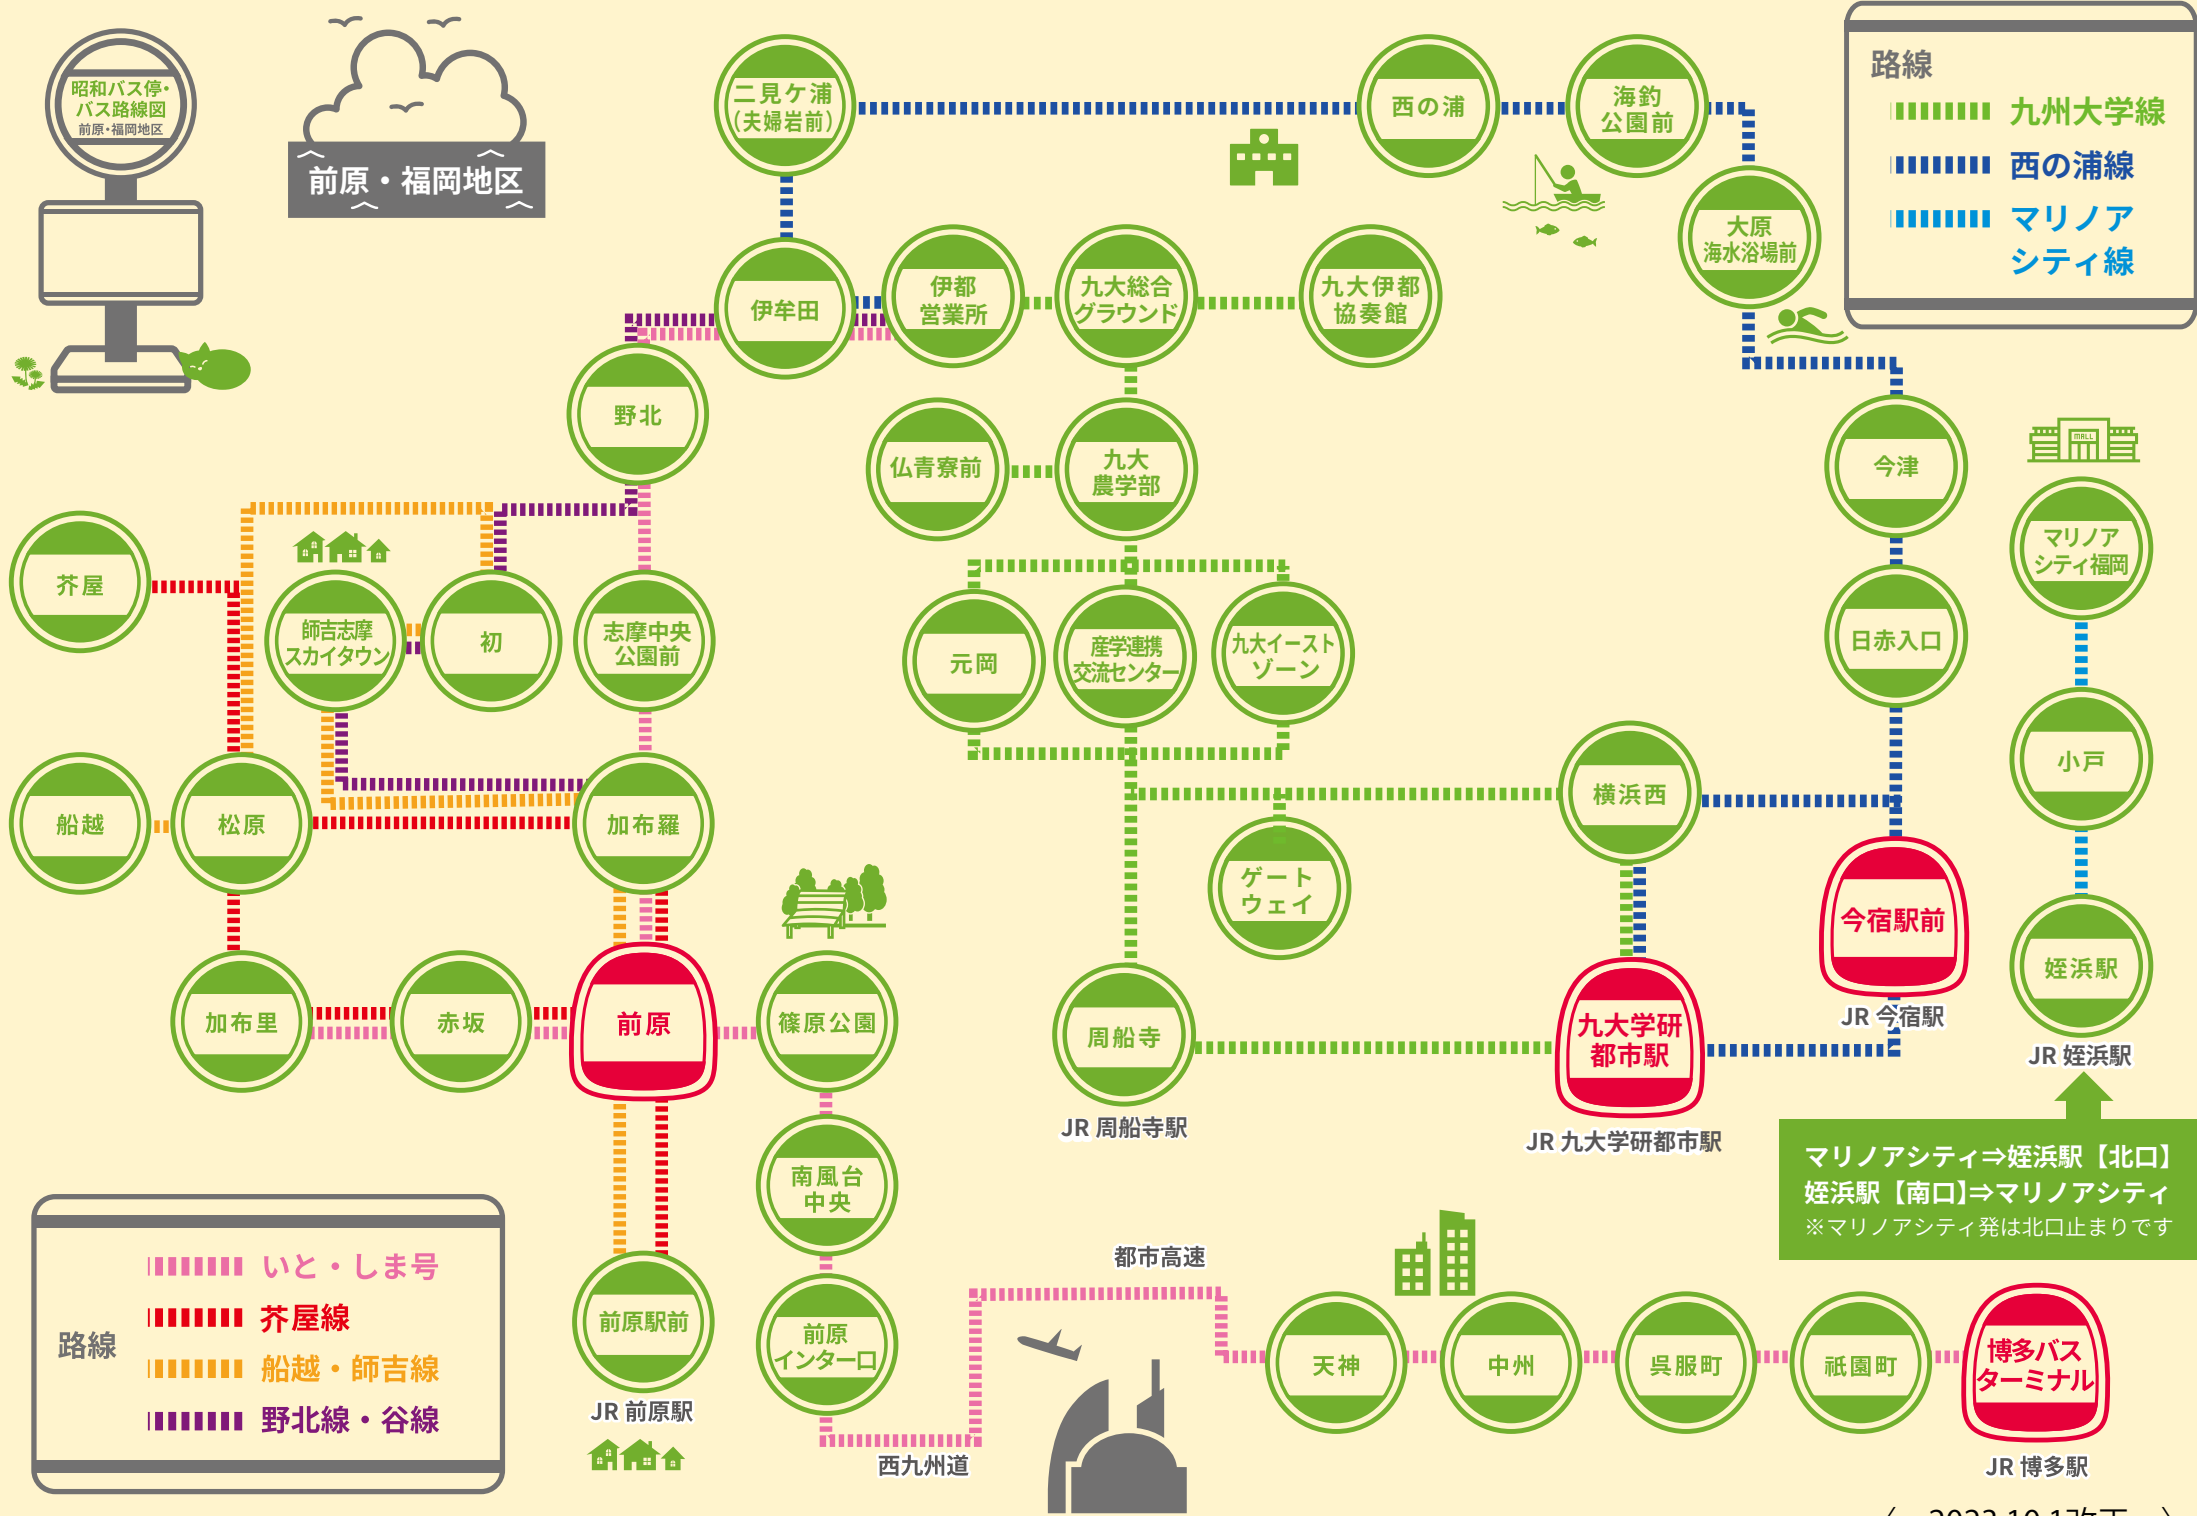 昭和バス停・
バス路線図
前原・福岡地区
前原・福岡地区
二見ケ浦
（夫婦岩前）
西の浦
海釣
公園前
大原
海水浴場前
路線
九州大学線
西の浦線
マリノア
シティ線
伊牟田
伊都
営業所
九大総合
グラウンド
九大伊都
協奏館
野北
仏青寮前
九大
農学部
今津
MALL
マリノア
シティ福岡
芥屋
師吉志摩
スカイタウン
初
志摩中央
公園前
元岡
産学連携
交流センター
九大イースト
ゾーン
日赤入口
小戸
船越
松原
加布羅
横浜西
ゲート
ウェイ
今宿駅前
JR 今宿駅
姪浜駅
JR 姪浜駅
加布里
赤坂
前原
篠原公園
周船寺
JR 周船寺駅
九大学研
都市駅
JR 九大学研都市駅
マリノアシティ⇒姪浜駅【北口】
姪浜駅【南口】⇒マリノアシティ
※マリノアシティ発は北口止まりです
南風台
中央
前原駅前
JR 前原駅
前原
インター口
西九州道
都市高速
天神
中州
呉服町
祇園町
博多バス
ターミナル
JR 博多駅
路線
いと・しま号
芥屋線
船越・師吉線
野北線・谷線